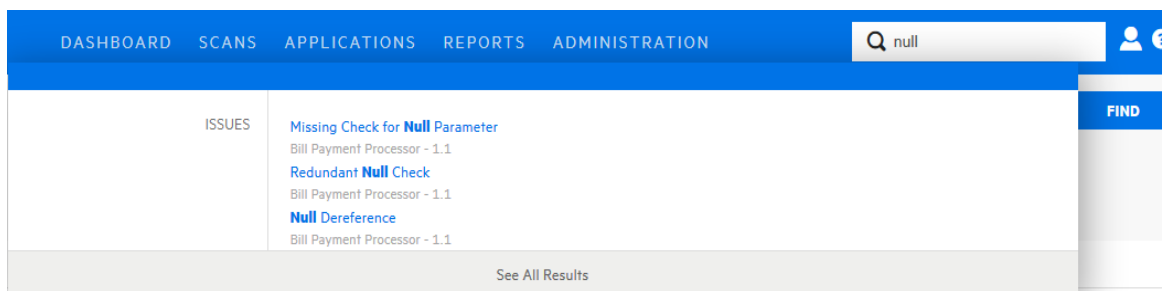 DASHBOARD SCANS APPLICATIONS REPORTS ADMINISTRATION null ?
FIND
ISSUES Missing Check for Null Parameter
Bill Payment Processor - 1.1
Redundant Null Check
Bill Payment Processor - 1.1
Null Dereference
Bill Payment Processor - 1.1
See All Results